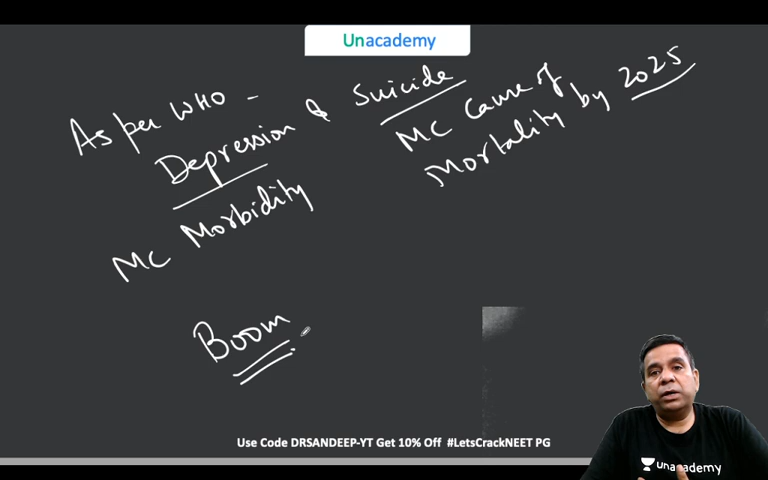 Unacademy
As per WHO -
Depression & Suicide
MC Morbidity
MC Cause of
Mortality by 2025
Boom
unacademy
Use Code DRSANDEEP-YT Get 10% Off #LetsCrackNEET PG